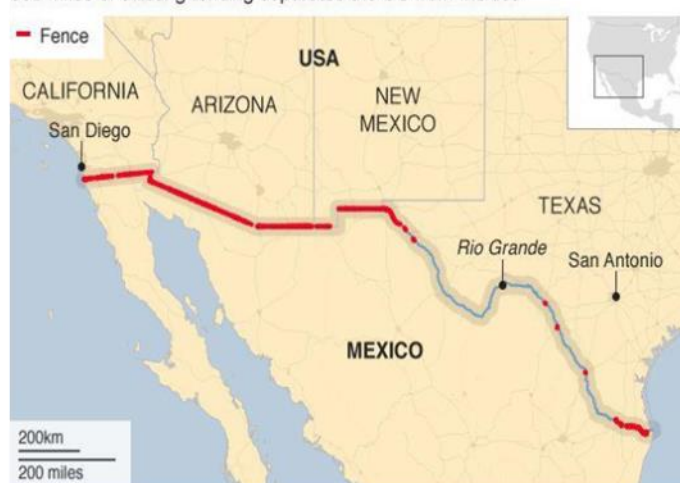 Fence
USA
CALIFORNIA
ARIZONA
NEW
MEXICO
San Diego
TEXAS
Rio Grande
San Antonio
MEXICO
200km
200 miles